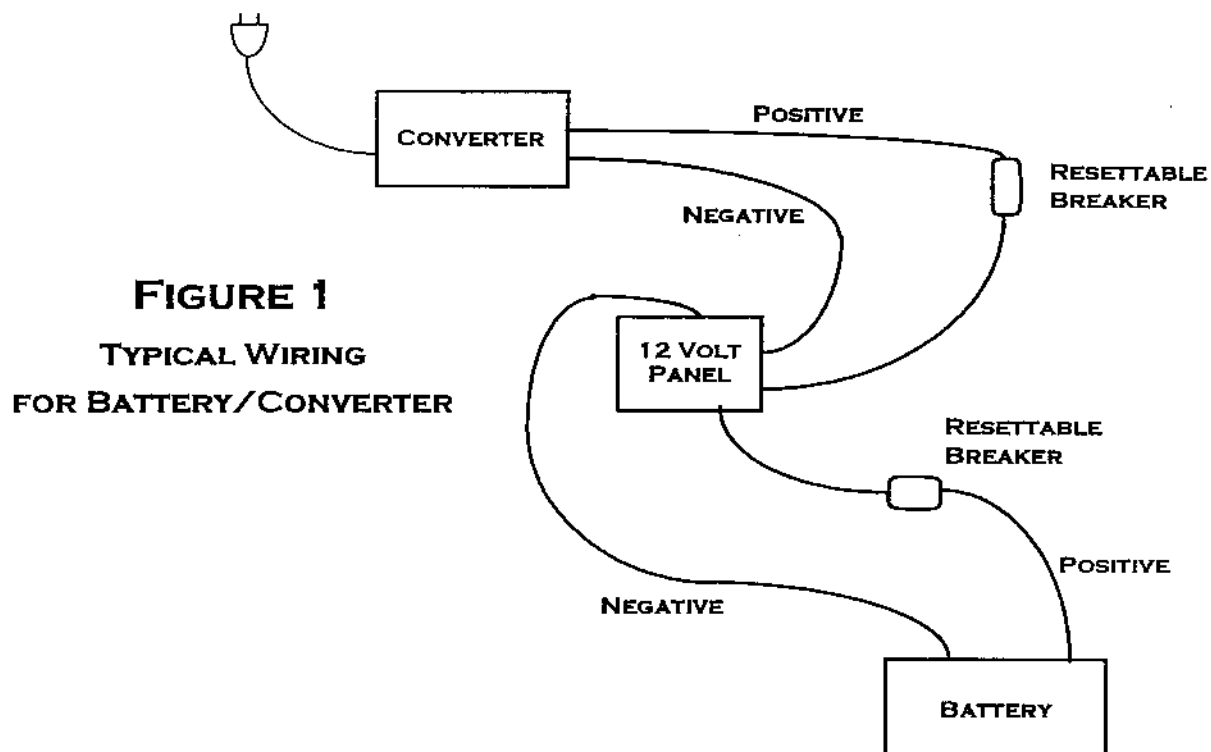 POSITIVE
CONVERTER
RESETTABLE
BREAKER
NEGATIVE
FIGURE 1
TYPICAL WIRING
FOR BATTERY/CONVERTER
12 VOLT
PANEL
RESETTABLE
BREAKER
POSITIVE
NEGATIVE
BATTERY